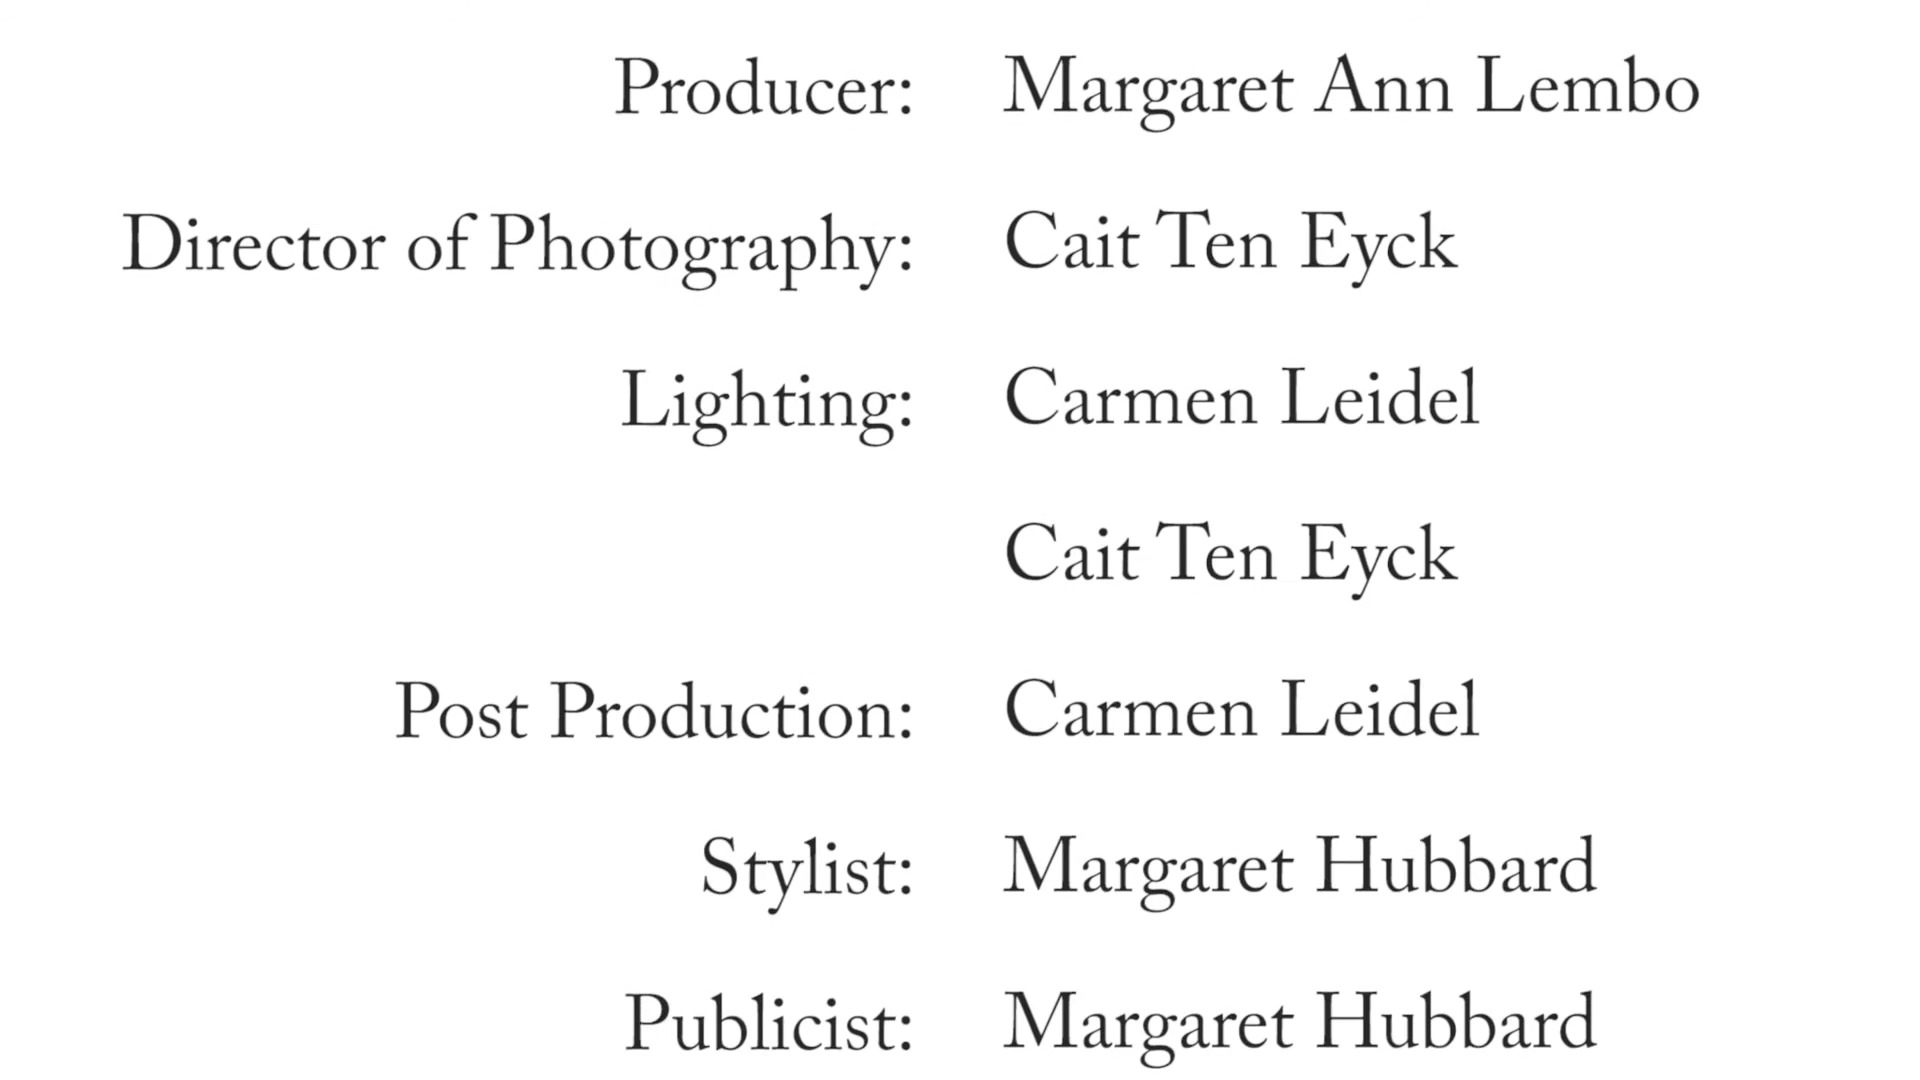 Producer: Margaret Ann Lembo
Director of Photography: Cait Ten Eyck
Lighting: Carmen Leidel
Cait Ten Eyck
Post Production: Carmen Leidel
Stylist: Margaret Hubbard
Publicist: Margaret Hubbard